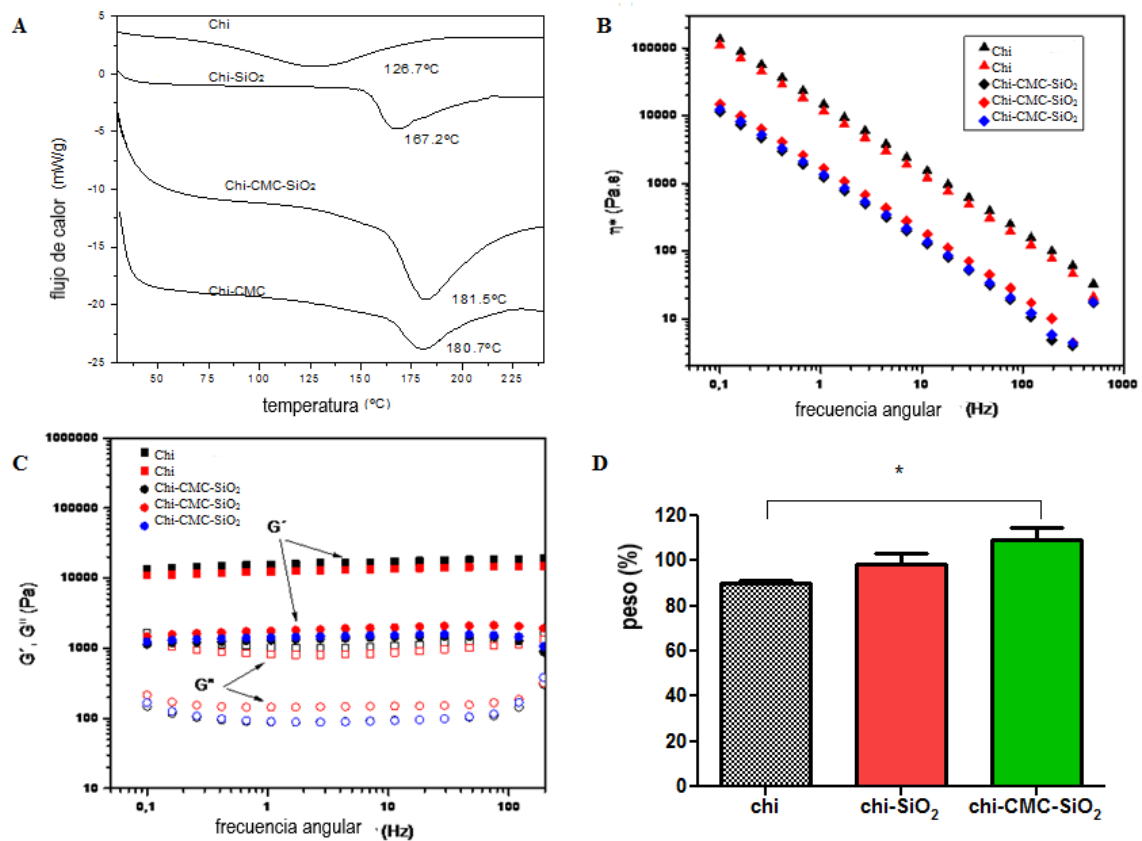 A
Chi
126.7ºC
Chi-SiO2
167.2ºC
Chi-CMC-SiO2
181.5ºC
Chi-CMC
180.7ºC
5
0
-5
-10
-15
-20
-25
75
50
100
125
150
175
200
225
flujo de calor (mW/g)
temperatura (ºC)
B
Chi
Chi
Chi-CMC-SiO2
Chi-CMC-SiO2
Chi-CMC-SiO2
100000
10000
1000
100
10
η* (Pa.s)
0,1
1
10
100
1000
frecuencia angular (Hz)
C
Chi
Chi
Chi-CMC-SiO2
Chi-CMC-SiO2
Chi-CMC-SiO2
G´
G"
1000000
100000
10000
1000
100
10
G´, G" (Pa)
0,1
1
10
100
frecuencia angular (Hz)
D
*
120
100
80
60
40
20
0
peso (%)
chi
chi-SiO2
chi-CMC-SiO2